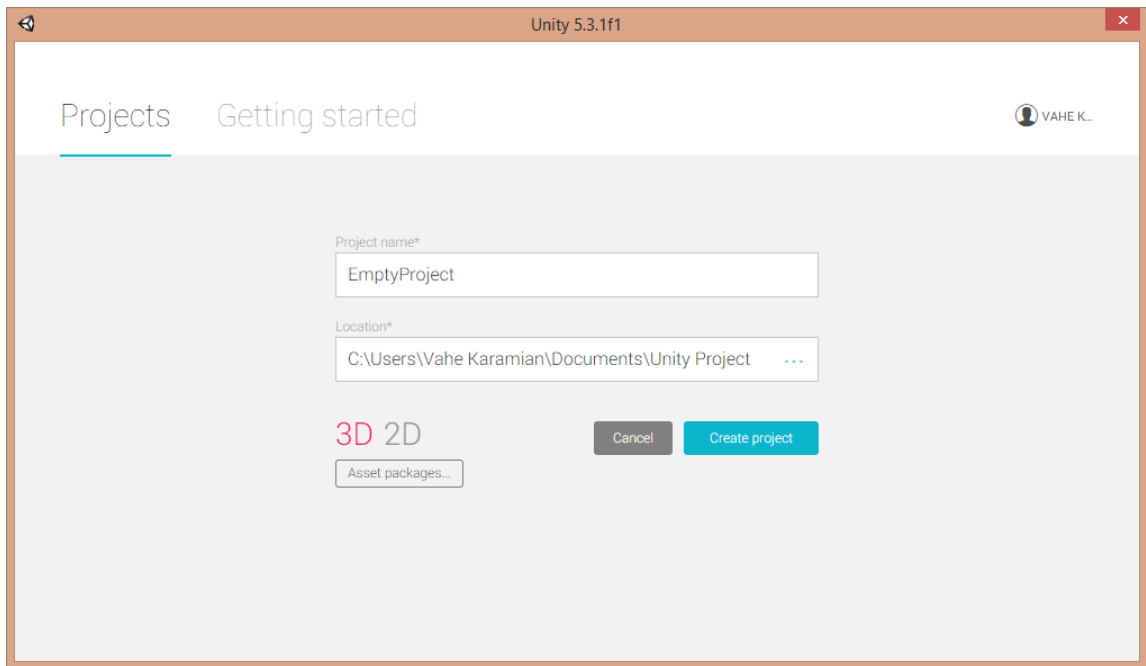 Unity 5.3.1f1
Projects Getting started
VAHE K...
Project name*
EmptyProject
Location*
C:\Users\Vahe Karamian\Documents\Unity Project ...
3D 2D
Cancel Create project
Asset packages...